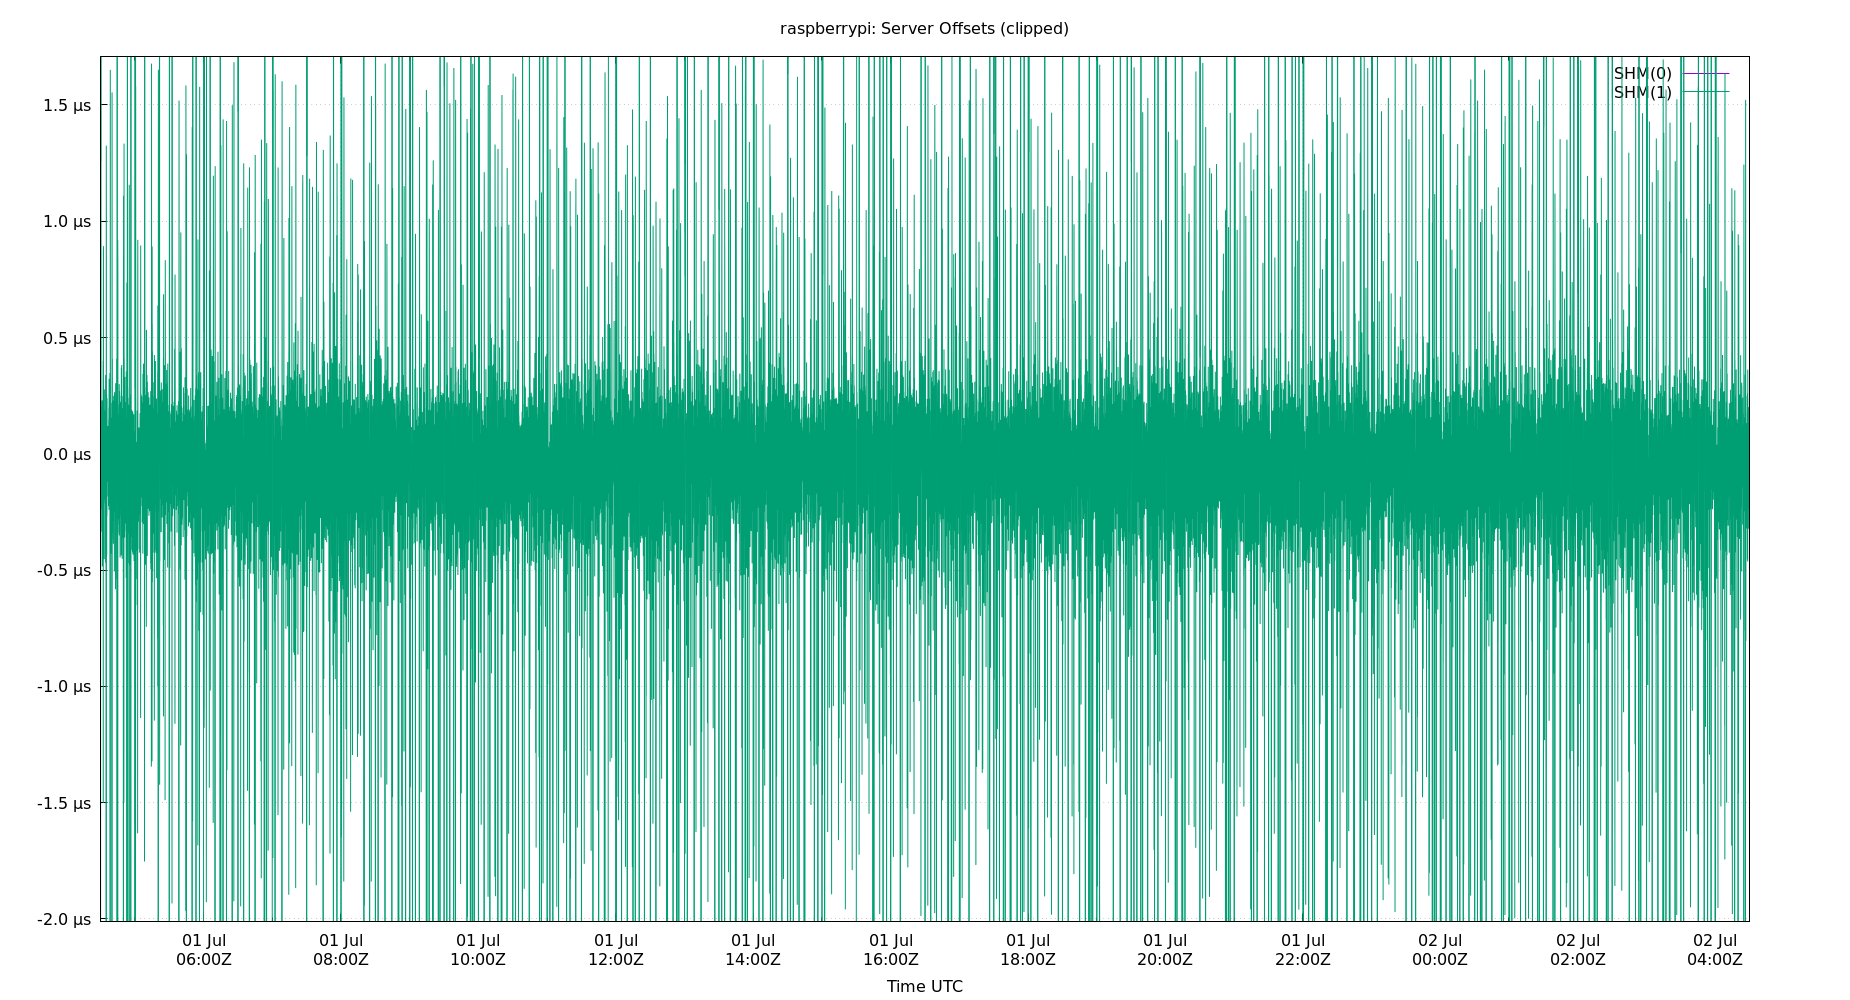 raspberrypi: Server Offsets (clipped)
SHM(0)
SHM(1)
1.5 µs
1.0 µs
0.5 µs
0.0 µs
-0.5 µs
-1.0 µs
-1.5 µs
-2.0 µs
01 Jul 01 Jul 01 Jul 01 Jul 01 Jul 01 Jul 01 Jul 01 Jul 01 Jul 02 Jul 02 Jul 02 Jul
06:00Z 08:00Z 10:00Z 12:00Z 14:00Z 16:00Z 18:00Z 20:00Z 22:00Z 00:00Z 02:00Z 04:00Z
Time UTC